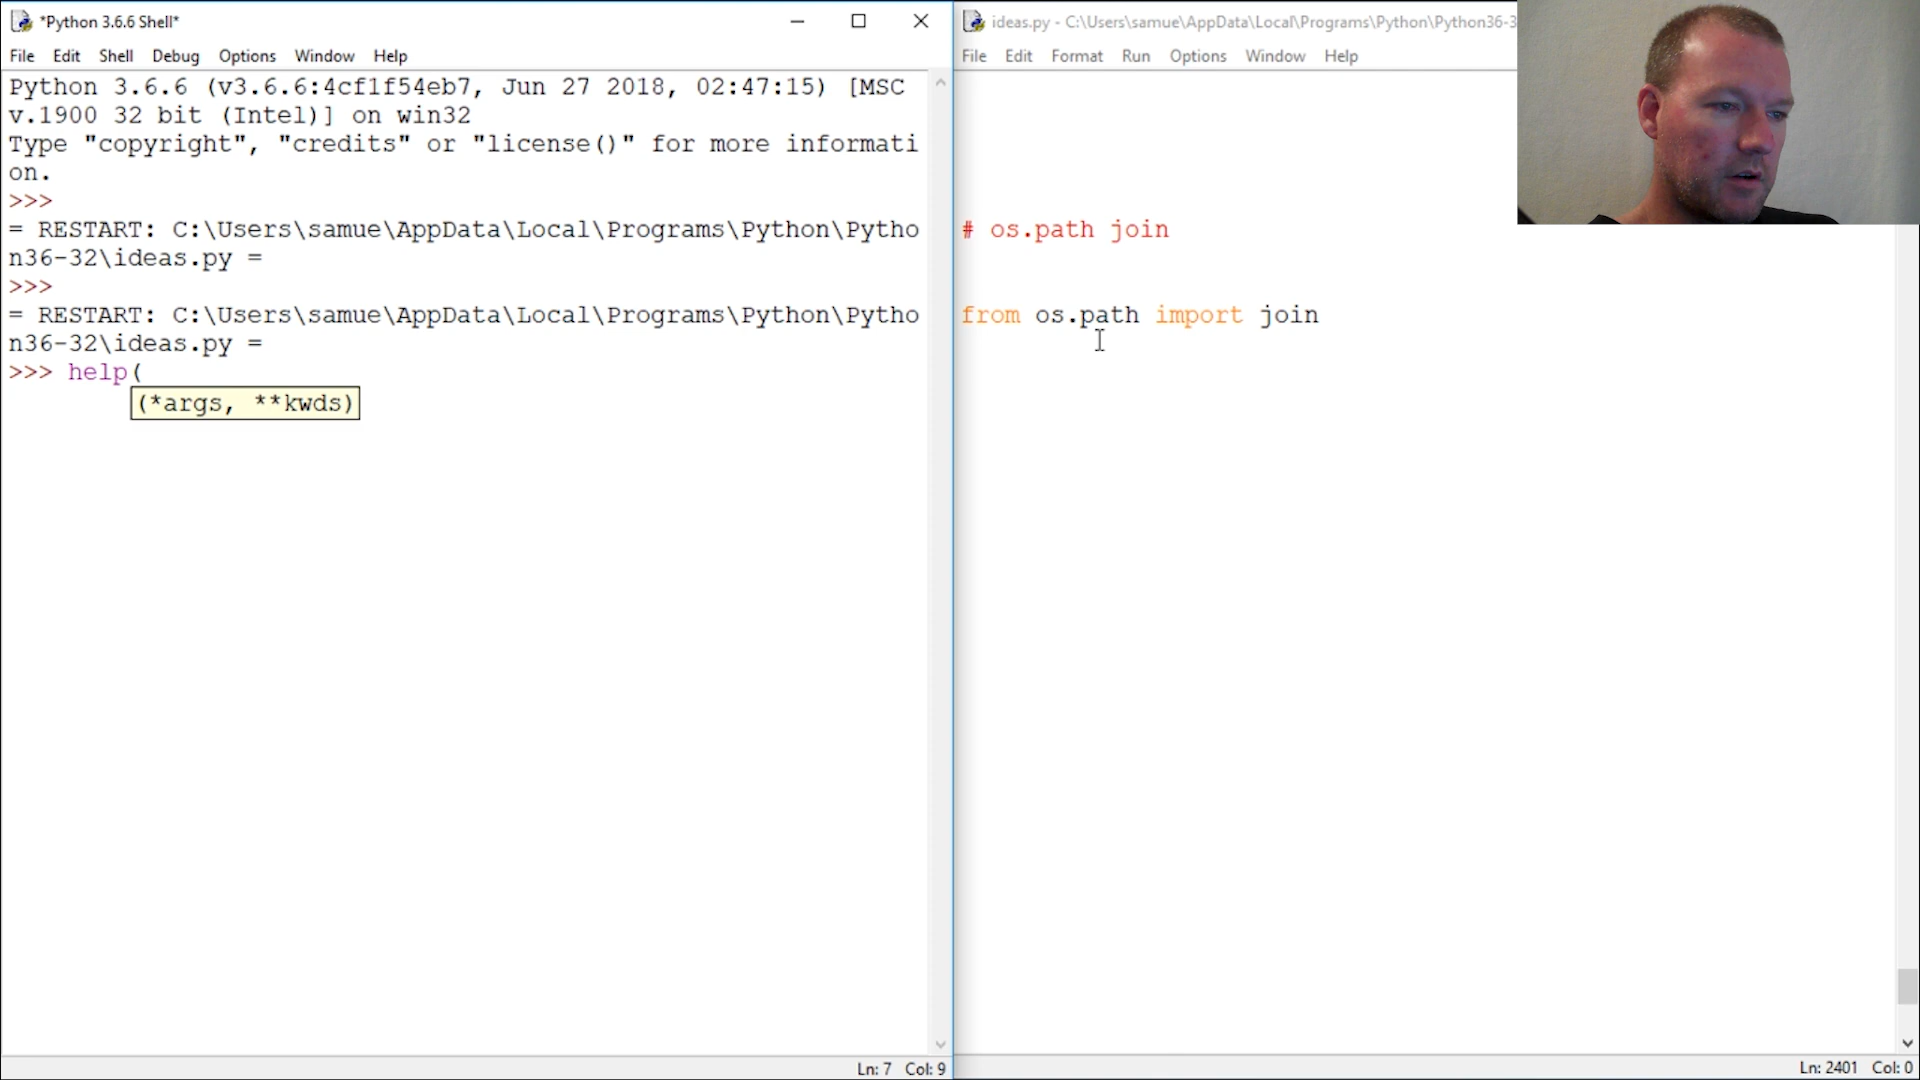 *Python 3.6.6 Shell*
File Edit Shell Debug Options Window Help
Python 3.6.6 (v3.6.6:4cf1f54eb7, Jun 27 2018, 02:47:15) [MSC
v.1900 32 bit (Intel)] on win32
Type "copyright", "credits" or "license()" for more informati
on.
>>>
= RESTART: C:\Users\samue\AppData\Local\Programs\Python\Pytho
n36-32\ideas.py =
>>>
= RESTART: C:\Users\samue\AppData\Local\Programs\Python\Pytho
n36-32\ideas.py =
>>> help(
(*args, **kwds)
Ln: 7 Col: 9
ideas.py - C:\Users\samue\AppData\Local\Programs\Python\Python36-3
File Edit Format Run Options Window Help
# os.path join
from os.path import join
Ln: 2401 Col: 0